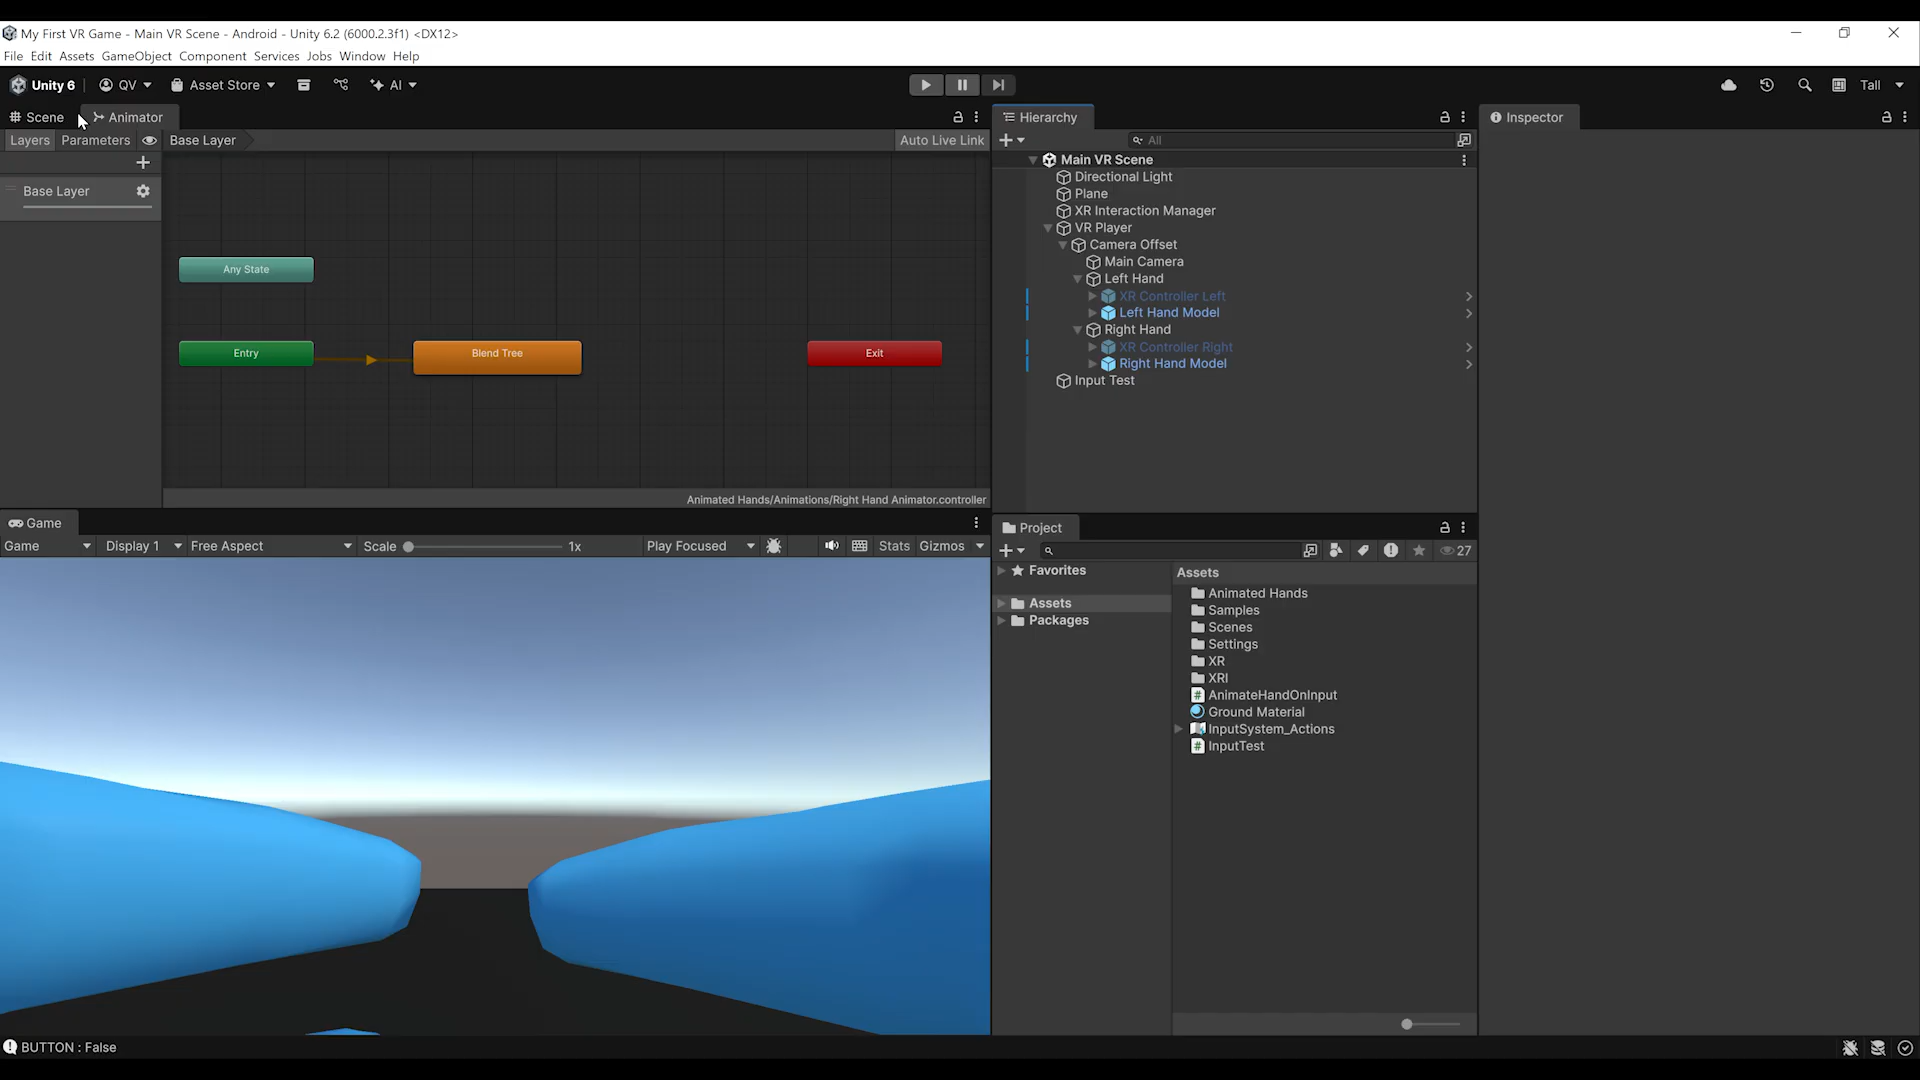 My First VR Game - Main VR Scene - Android - Unity 6.2 (6000.2.3f1) <DX12>
File Edit Assets GameObject Component Services Jobs Window Help
Unity 6 QV Asset Store AI Tall
Scene Animator
Layers Parameters Base Layer Auto Live Link
Base Layer
Any State
Entry
Blend Tree
Exit
Animated Hands/Animations/Right Hand Animator.controller
Game
Game Display 1 Free Aspect Scale 1x Play Focused Stats Gizmos
Hierarchy
All
Main VR Scene
Directional Light
Plane
XR Interaction Manager
VR Player
Camera Offset
Main Camera
Left Hand
XR Controller Left
Left Hand Model
Right Hand
XR Controller Right
Right Hand Model
Input Test
Project
27
Favorites
Assets
Packages
Assets
Animated Hands
Samples
Scenes
Settings
XR
XRI
AnimateHandOnInput
Ground Material
InputSystem_Actions
InputTest
Inspector
BUTTON : False